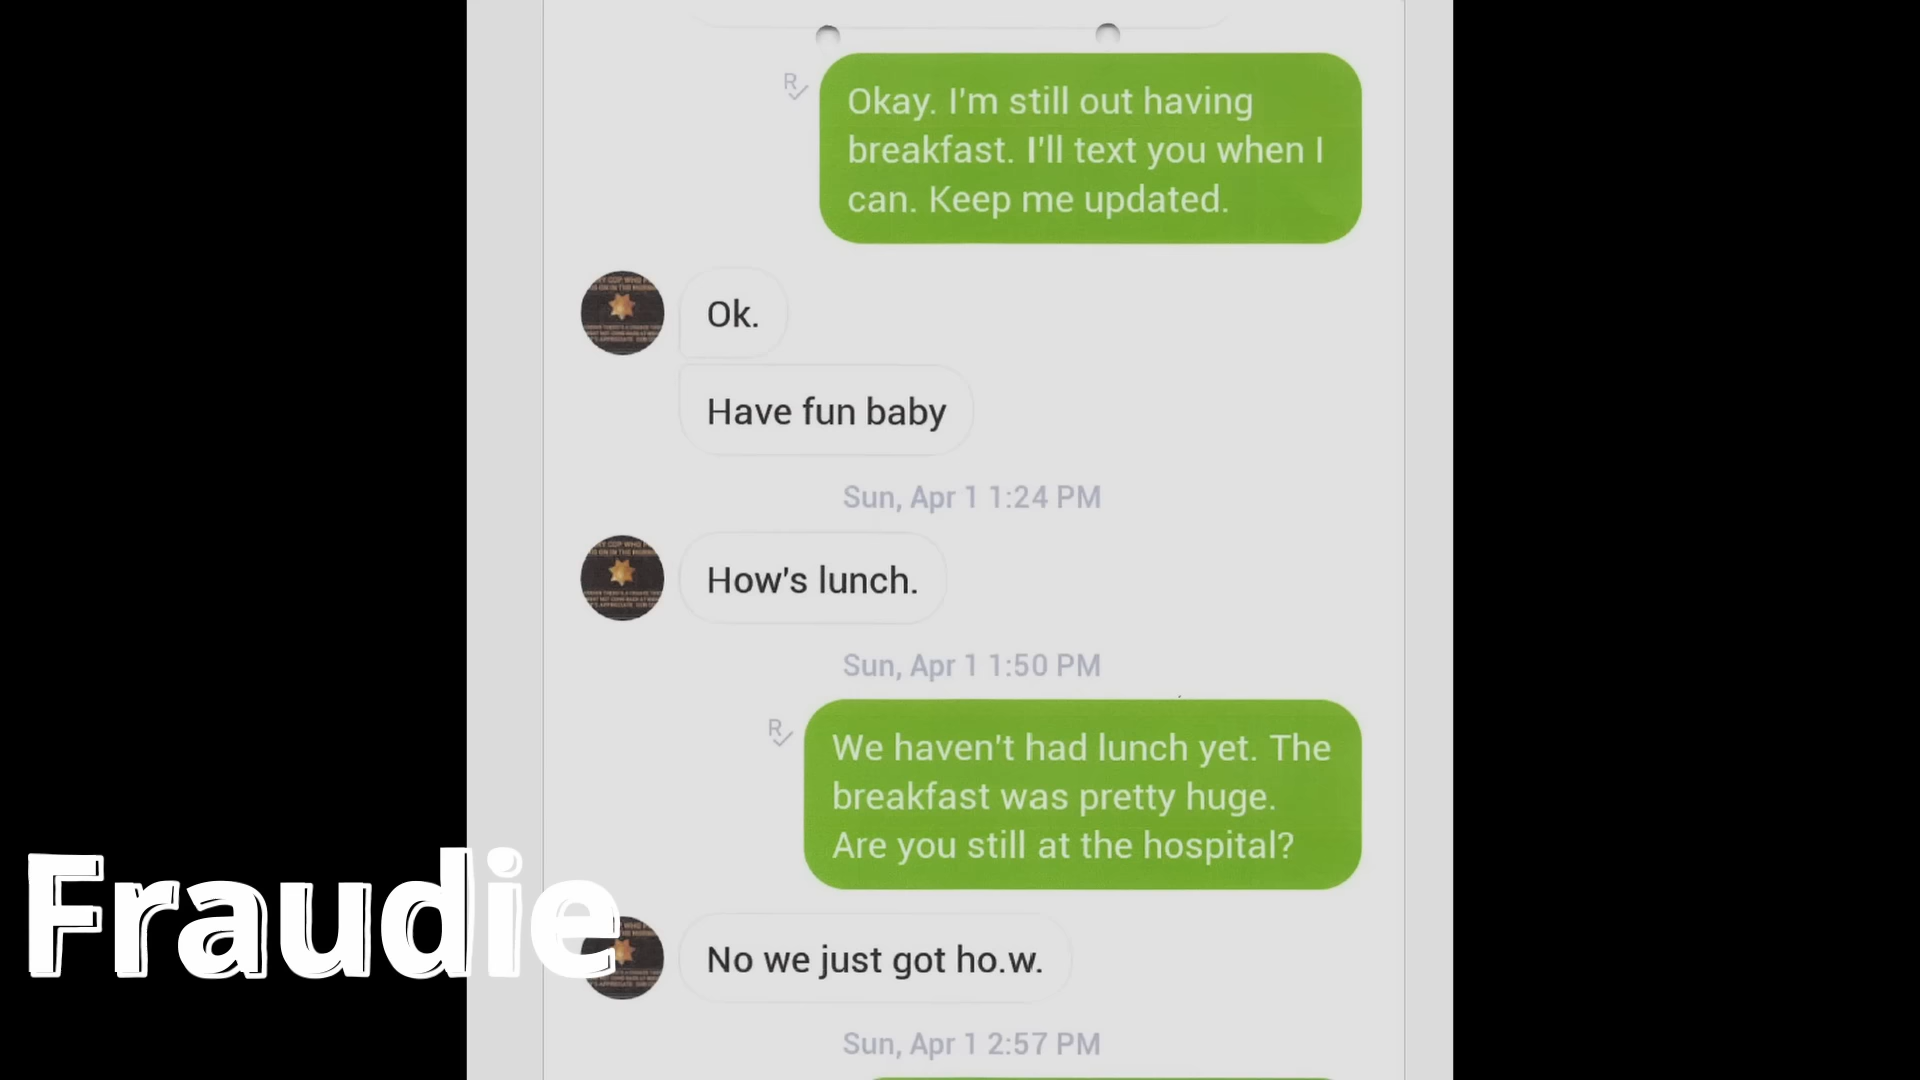 R
Okay. I'm still out having
breakfast. I'll text you when I
can. Keep me updated.
Ok.
Have fun baby
Sun, Apr 1 1:24 PM
How's lunch.
Sun, Apr 1 1:50 PM
R
We haven't had lunch yet. The
breakfast was pretty huge.
Are you still at the hospital?
Fraudie
No we just got ho.w.
Sun, Apr 1 2:57 PM